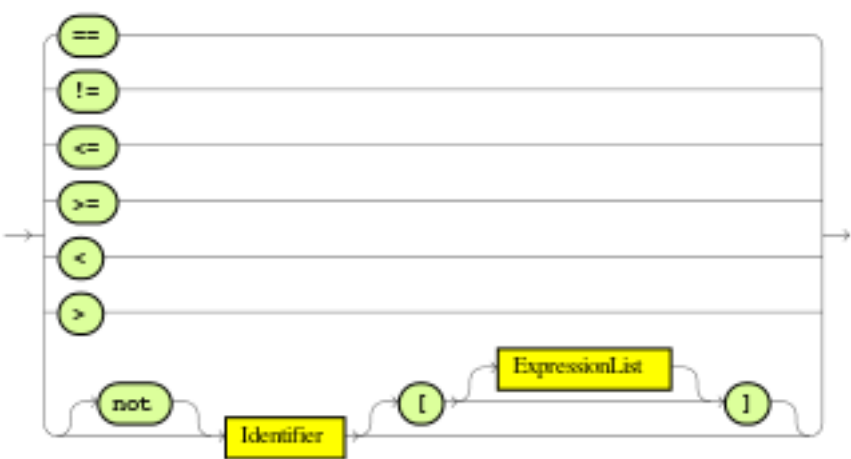 ==
!=
<=
>=
<
>
ExpressionList
not [ ]
Identifier